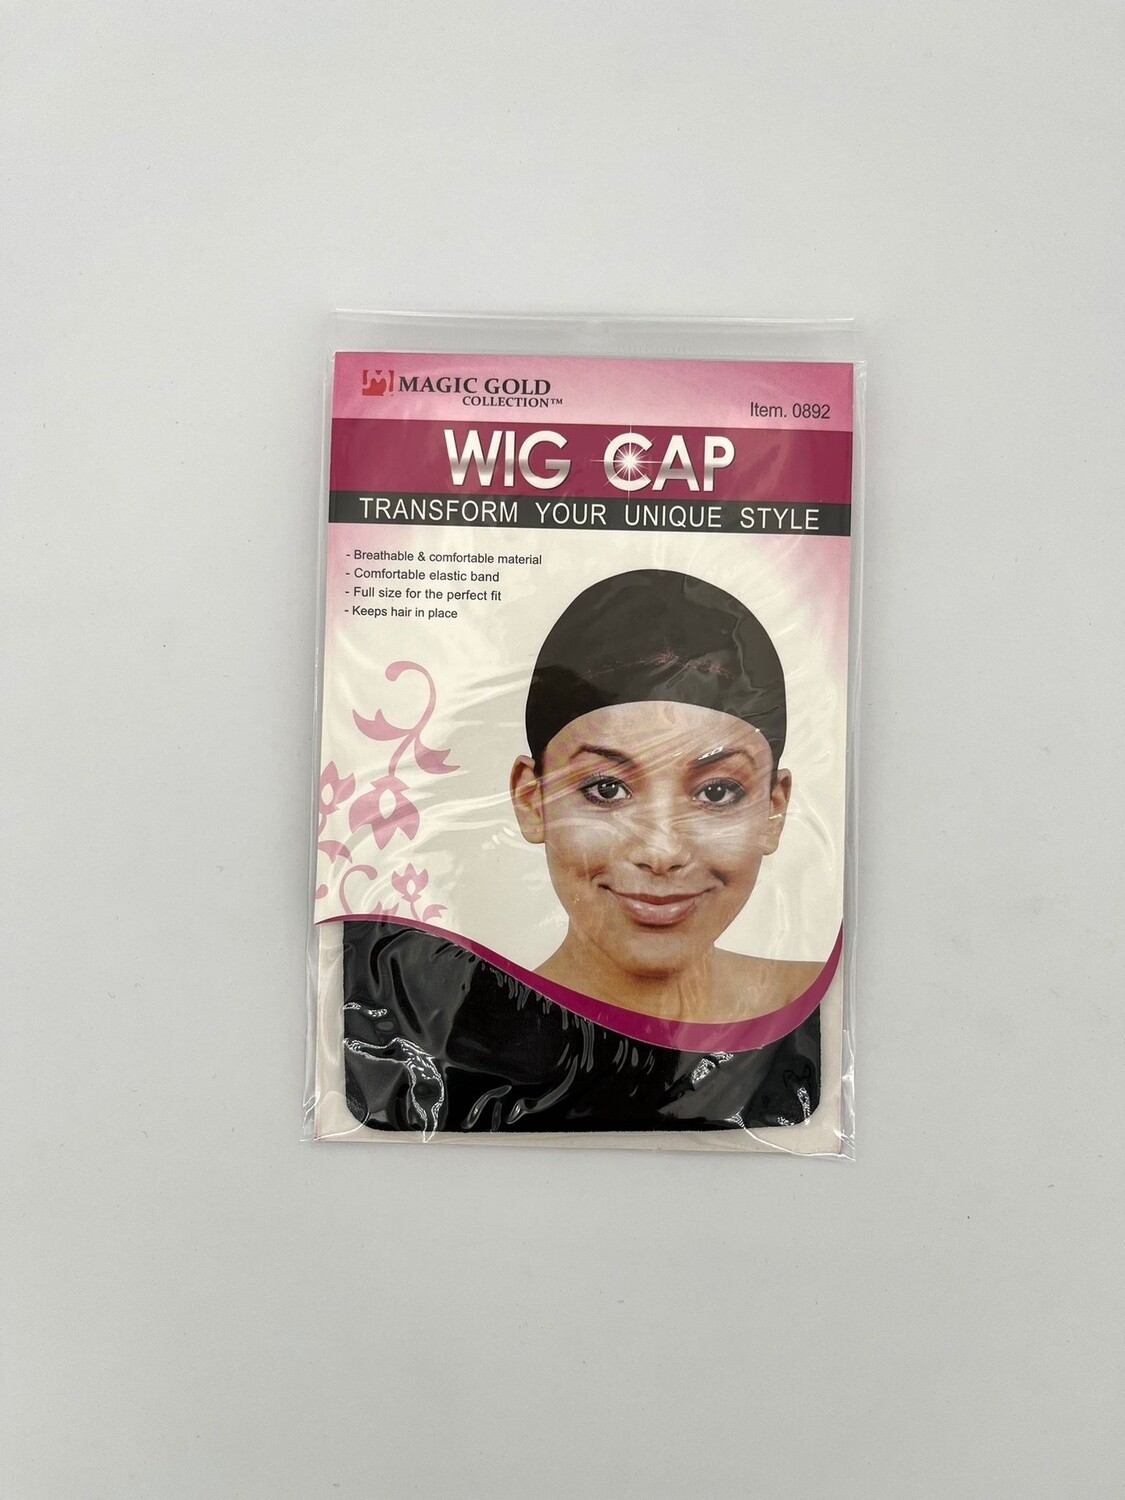 MAGIC GOLD
COLLECTION™
Item. 0892
WIG CAP
TRANSFORM YOUR UNIQUE STYLE
- Breathable & comfortable material
- Comfortable elastic band
- Full size for the perfect fit
- Keeps hair in place